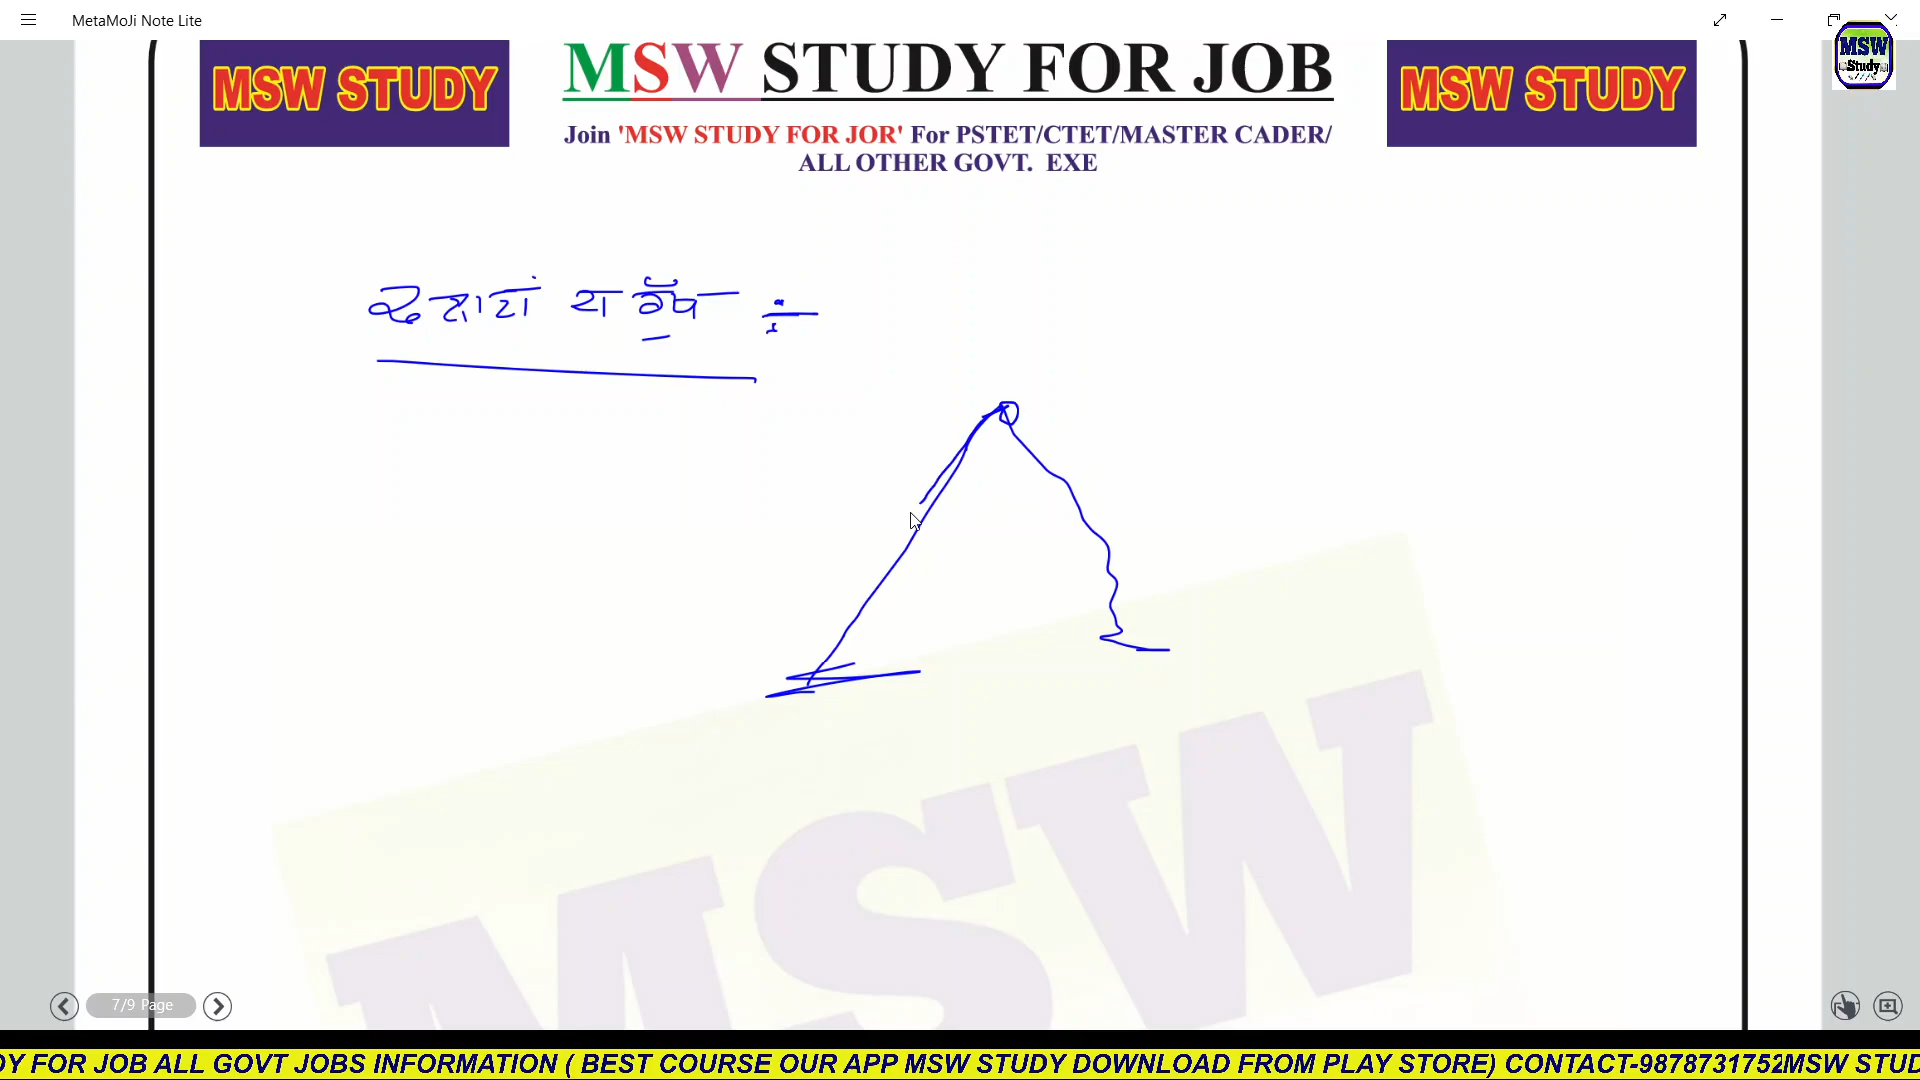 MetaMoJi Note Lite
MSW STUDY
MSW STUDY FOR JOB
MSW STUDY
MSW
Study
Join 'MSW STUDY FOR JOR' For PSTET/CTET/MASTER CADER/
ALL OTHER GOVT. EXE
MSW
7/9 Page
DY FOR JOB ALL GOVT JOBS INFORMATION ( BEST COURSE OUR APP MSW STUDY DOWNLOAD FROM PLAY STORE) CONTACT-9878731752MSW STUD